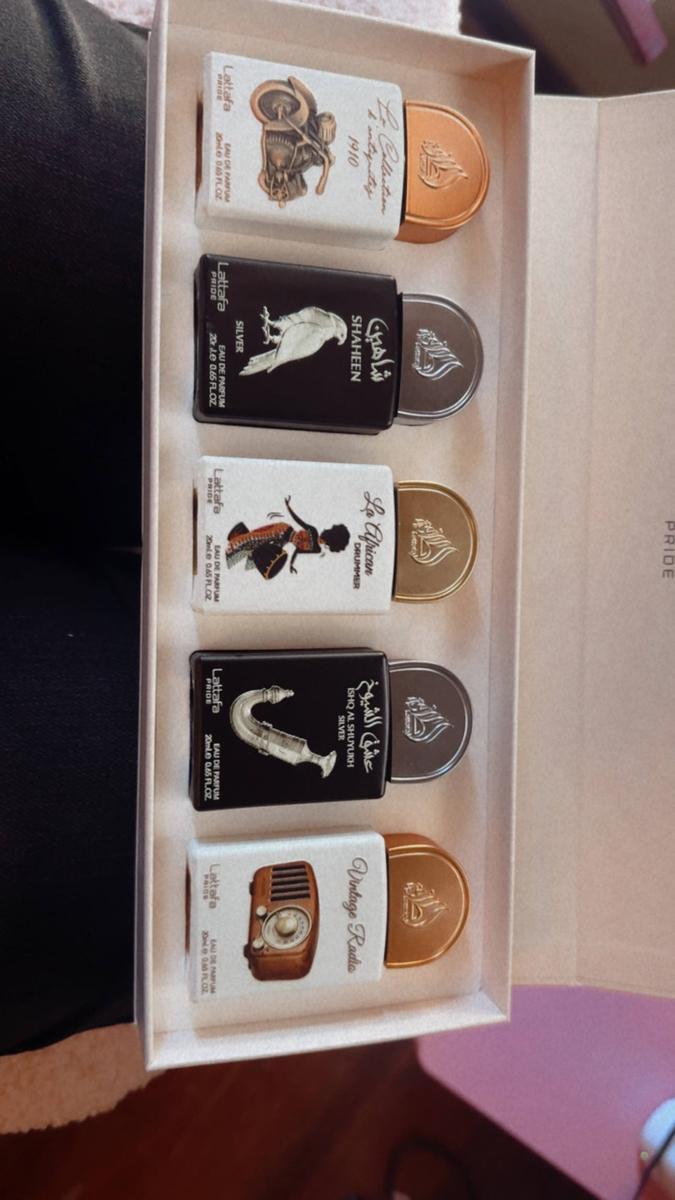 PRIDE
La Collection
d'antiquités
1910
Lattafa
PRIDE
EAU DE PARFUM
20ml ℮ 0.65 FL.OZ.
شاهين
SHAHEEN
SILVER
Lattafa
PRIDE
EAU DE PARFUM
20ml ℮ 0.65 FL.OZ.
La African
DRUMMER
Lattafa
PRIDE
EAU DE PARFUM
20ml ℮ 0.65 FL.OZ.
عشق الشيوخ
ISHQ AL SHUYUKH
SILVER
Lattafa
PRIDE
EAU DE PARFUM
20ml ℮ 0.65 FL.OZ.
Vintage Radio
Lattafa
PRIDE
EAU DE PARFUM
20ml ℮ 0.65 FL.OZ.